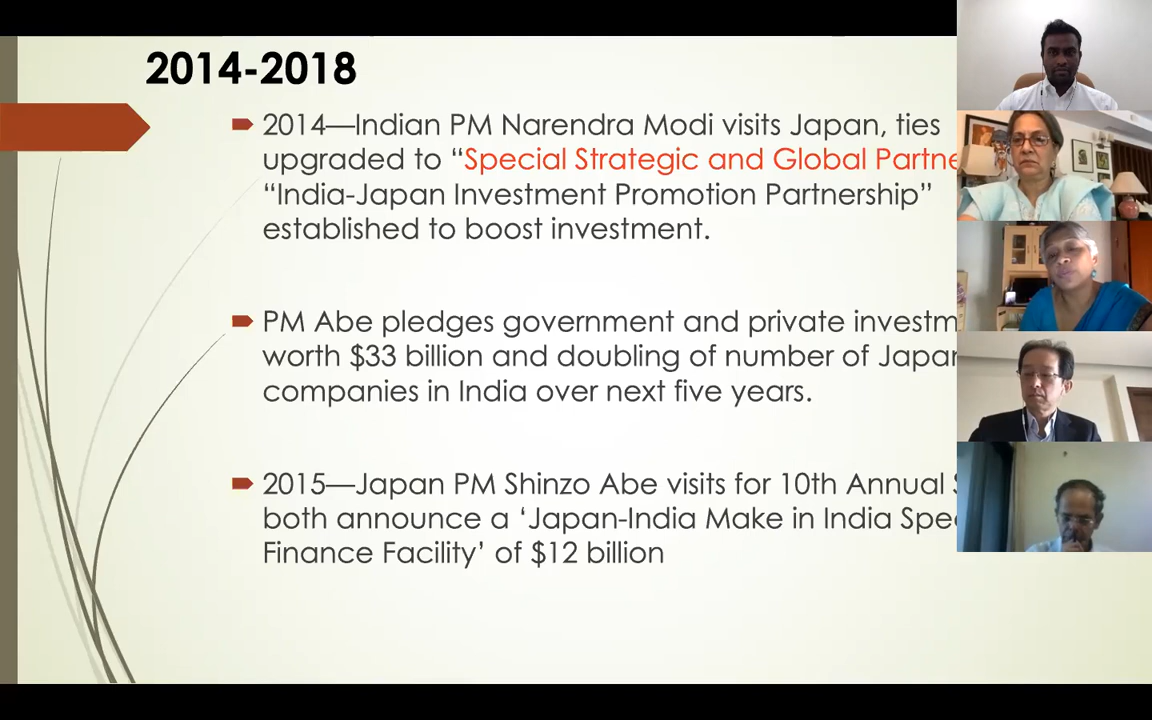 2014-2018
2014—Indian PM Narendra Modi visits Japan, ties
upgraded to “Special Strategic and Global Partne
“India-Japan Investment Promotion Partnership”
established to boost investment.
PM Abe pledges government and private investm
worth $33 billion and doubling of number of Japan
companies in India over next five years.
2015—Japan PM Shinzo Abe visits for 10th Annual S
both announce a ‘Japan-India Make in India Spec
Finance Facility’ of $12 billion